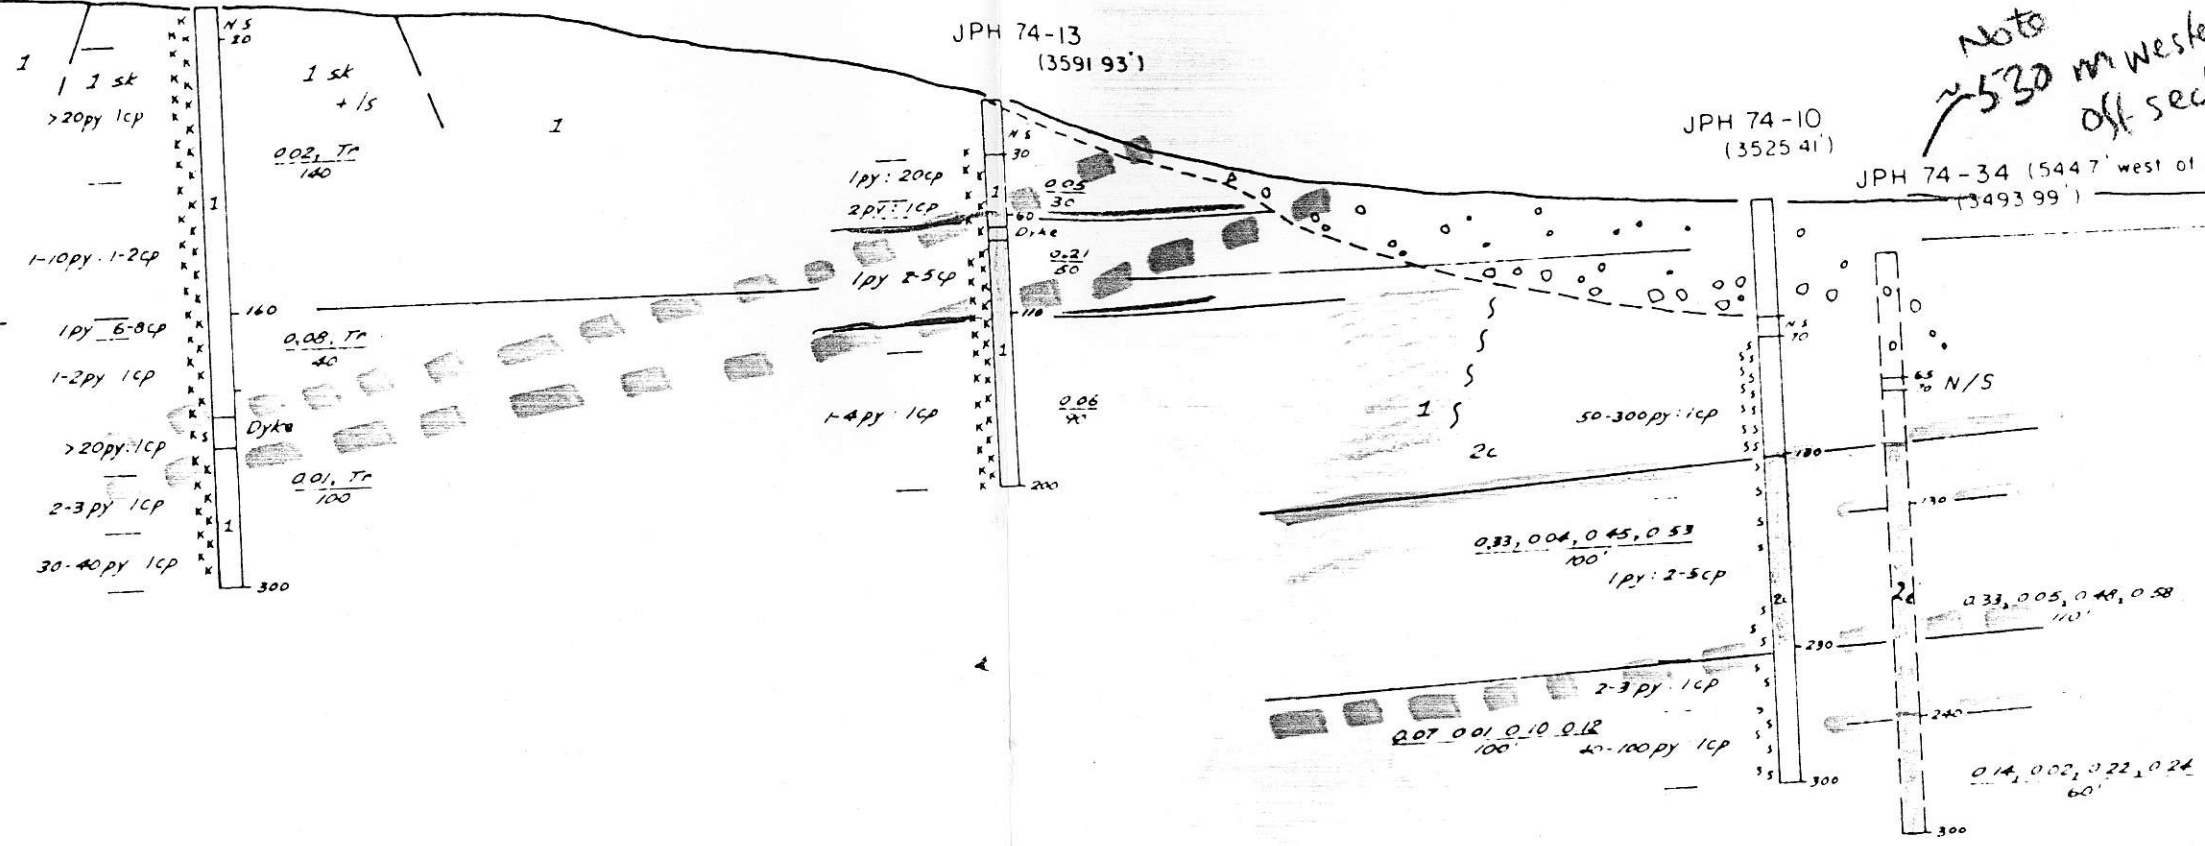 JPH 74-13
(3591 93')
JPH 74-10
(3525 41')
Note
~530 m
off
JPH 74-34 (544 7' west of
(3493 99')
1
1 sk
>20py 1cp
1-10py. 1-2cp
1py 6-8cp
1-2py 1cp
>20py:1cp
2-3 py 1cp
30-40py 1cp
N S
20
1
160
Dyke
1
300
1 sk
+ 1s
0.02, Tr
140
0.08, Tr
40
0.01, Tr
100
1
1py: 20cp
2py: 1cp
1py 2-5cp
1-4py 1cp
N S
30
1
60
Dyke
110
1
200
0.05
30
0.21
50
0.06
90
1
2c
50-300py:1cp
0.33, 0 04, 0 45, 0 53
100'
1py: 2-5cp
2-3 py 1cp
0.07 0 01 0 10 0 12
100'
40-100py 1cp
N S
70
2c
290
300
65
70 N/S
130
2c
240
300
0.33, 0 05, 0 48, 0 58
110'
0 14, 0 02, 0 22, 0 24
60'